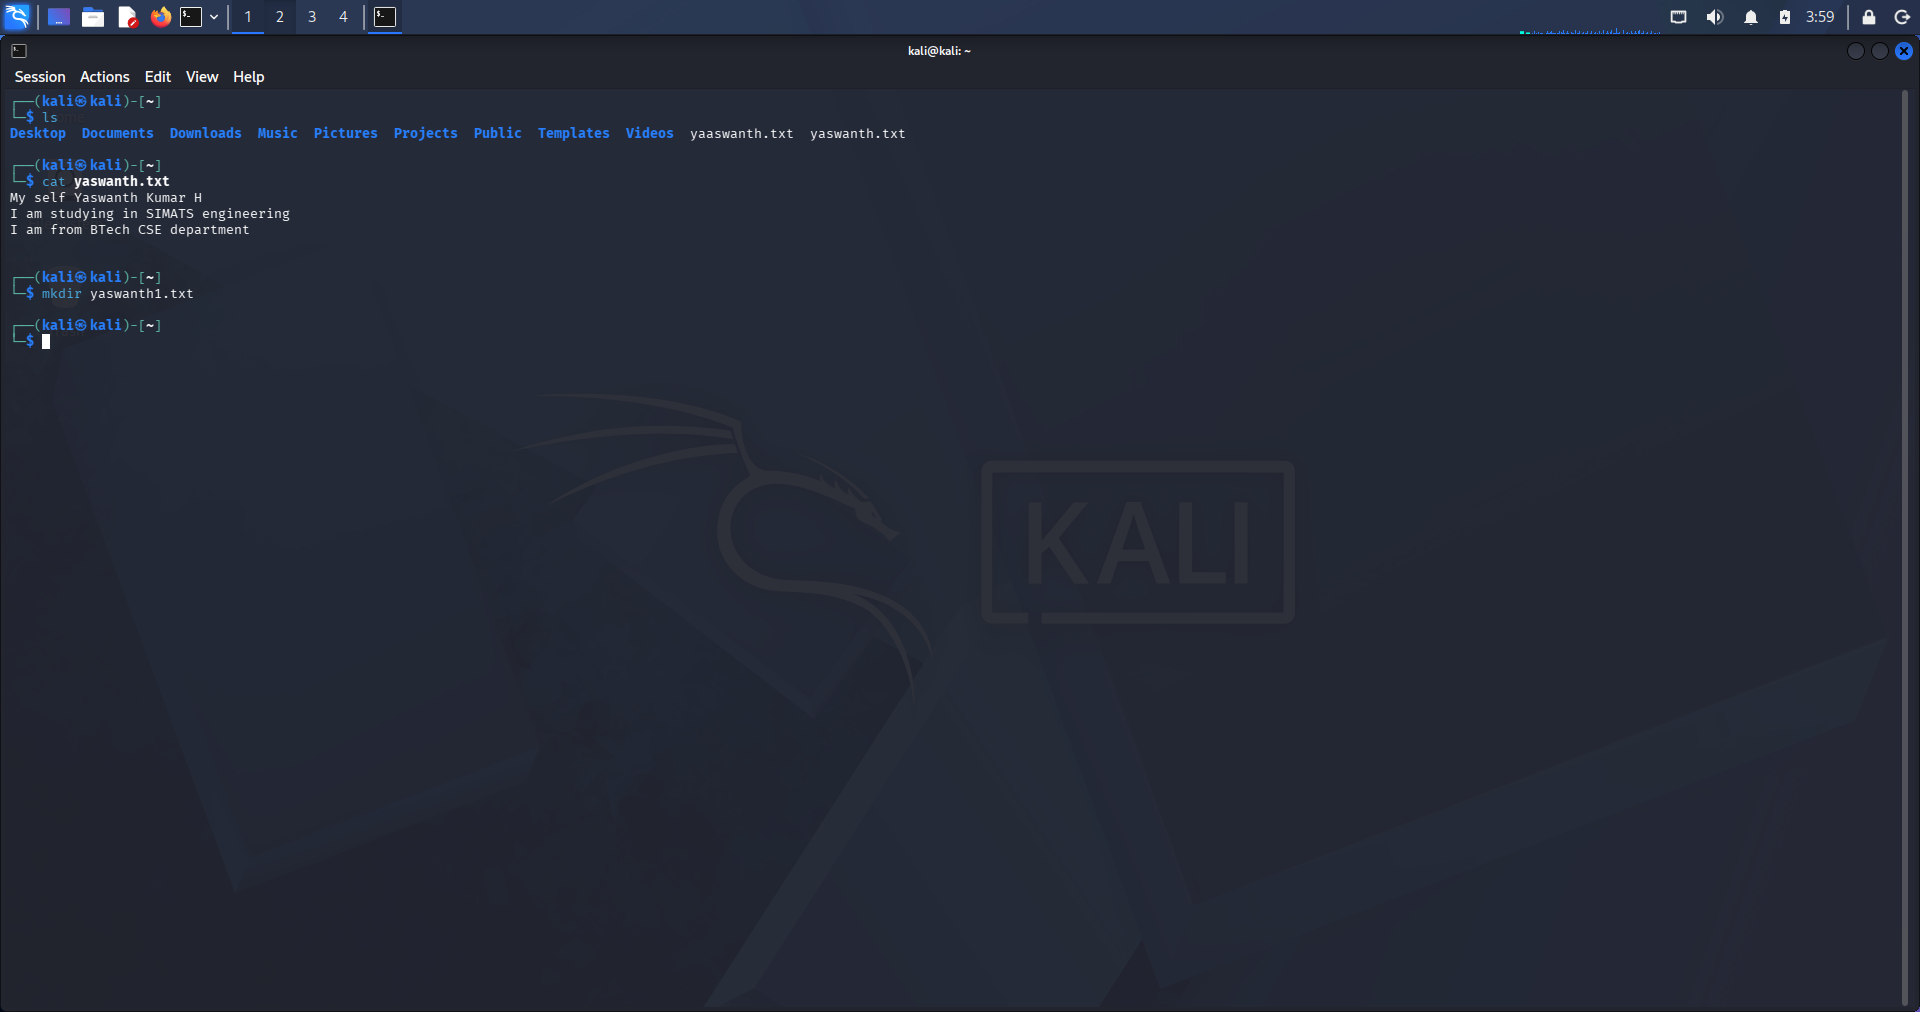 1 2 3 4 3:59
kali@kali: ~
Session Actions Edit View Help
┌──(kali㉿kali)-[~]
└─$ ls
Desktop Documents Downloads Music Pictures Projects Public Templates Videos yaaswanth.txt yaswanth.txt
┌──(kali㉿kali)-[~]
└─$ cat yaswanth.txt
My self Yaswanth Kumar H
I am studying in SIMATS engineering
I am from BTech CSE department
┌──(kali㉿kali)-[~]
└─$ mkdir yaswanth1.txt
┌──(kali㉿kali)-[~]
└─$
KALI